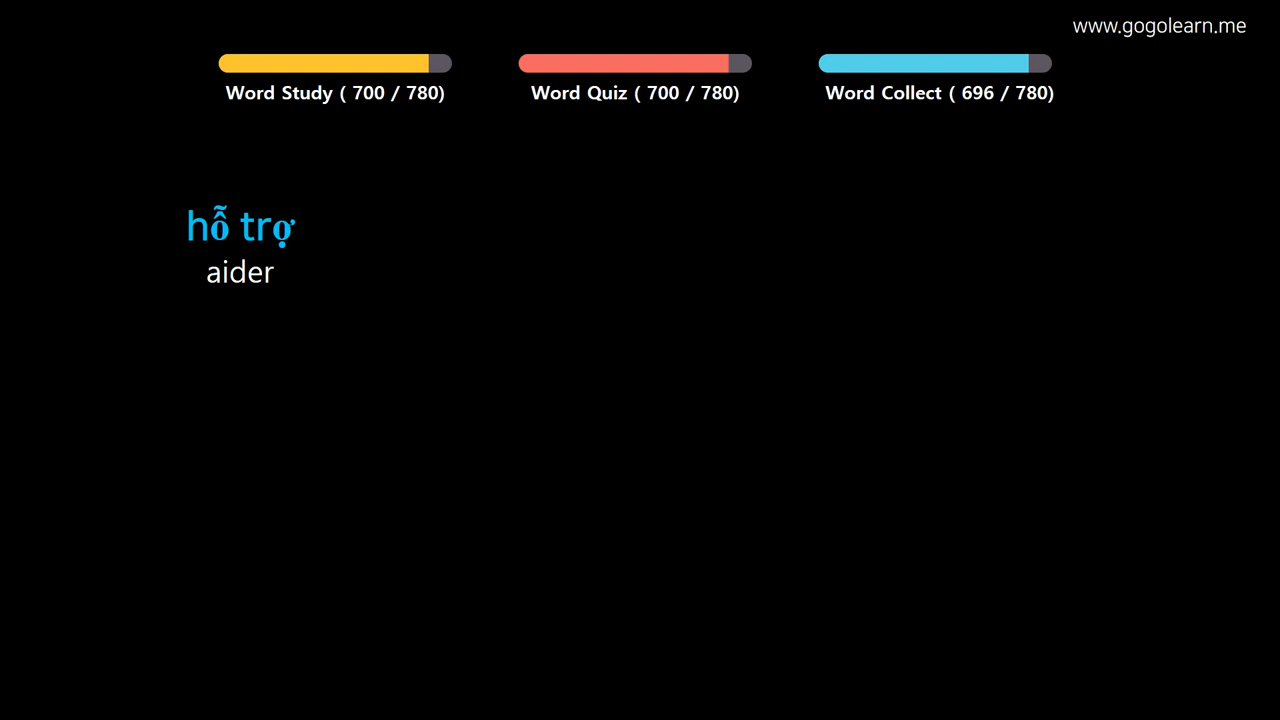 www.gogolearn.me
Word Study ( 700 / 780)
Word Quiz ( 700 / 780)
Word Collect ( 696 / 780)
hỗ trợ
aider